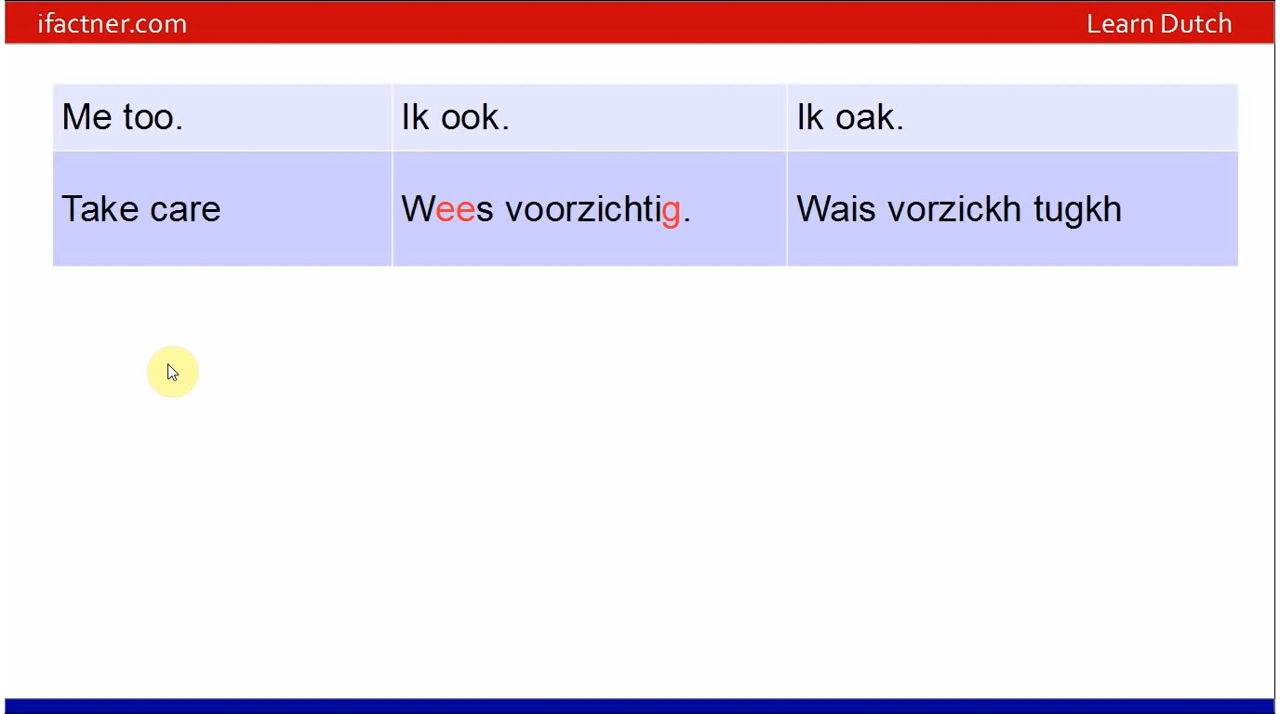 ifactner.com Learn Dutch
Me too. Ik ook. Ik oak.
Take care Wees voorzichtig. Wais vorzickh tugkh